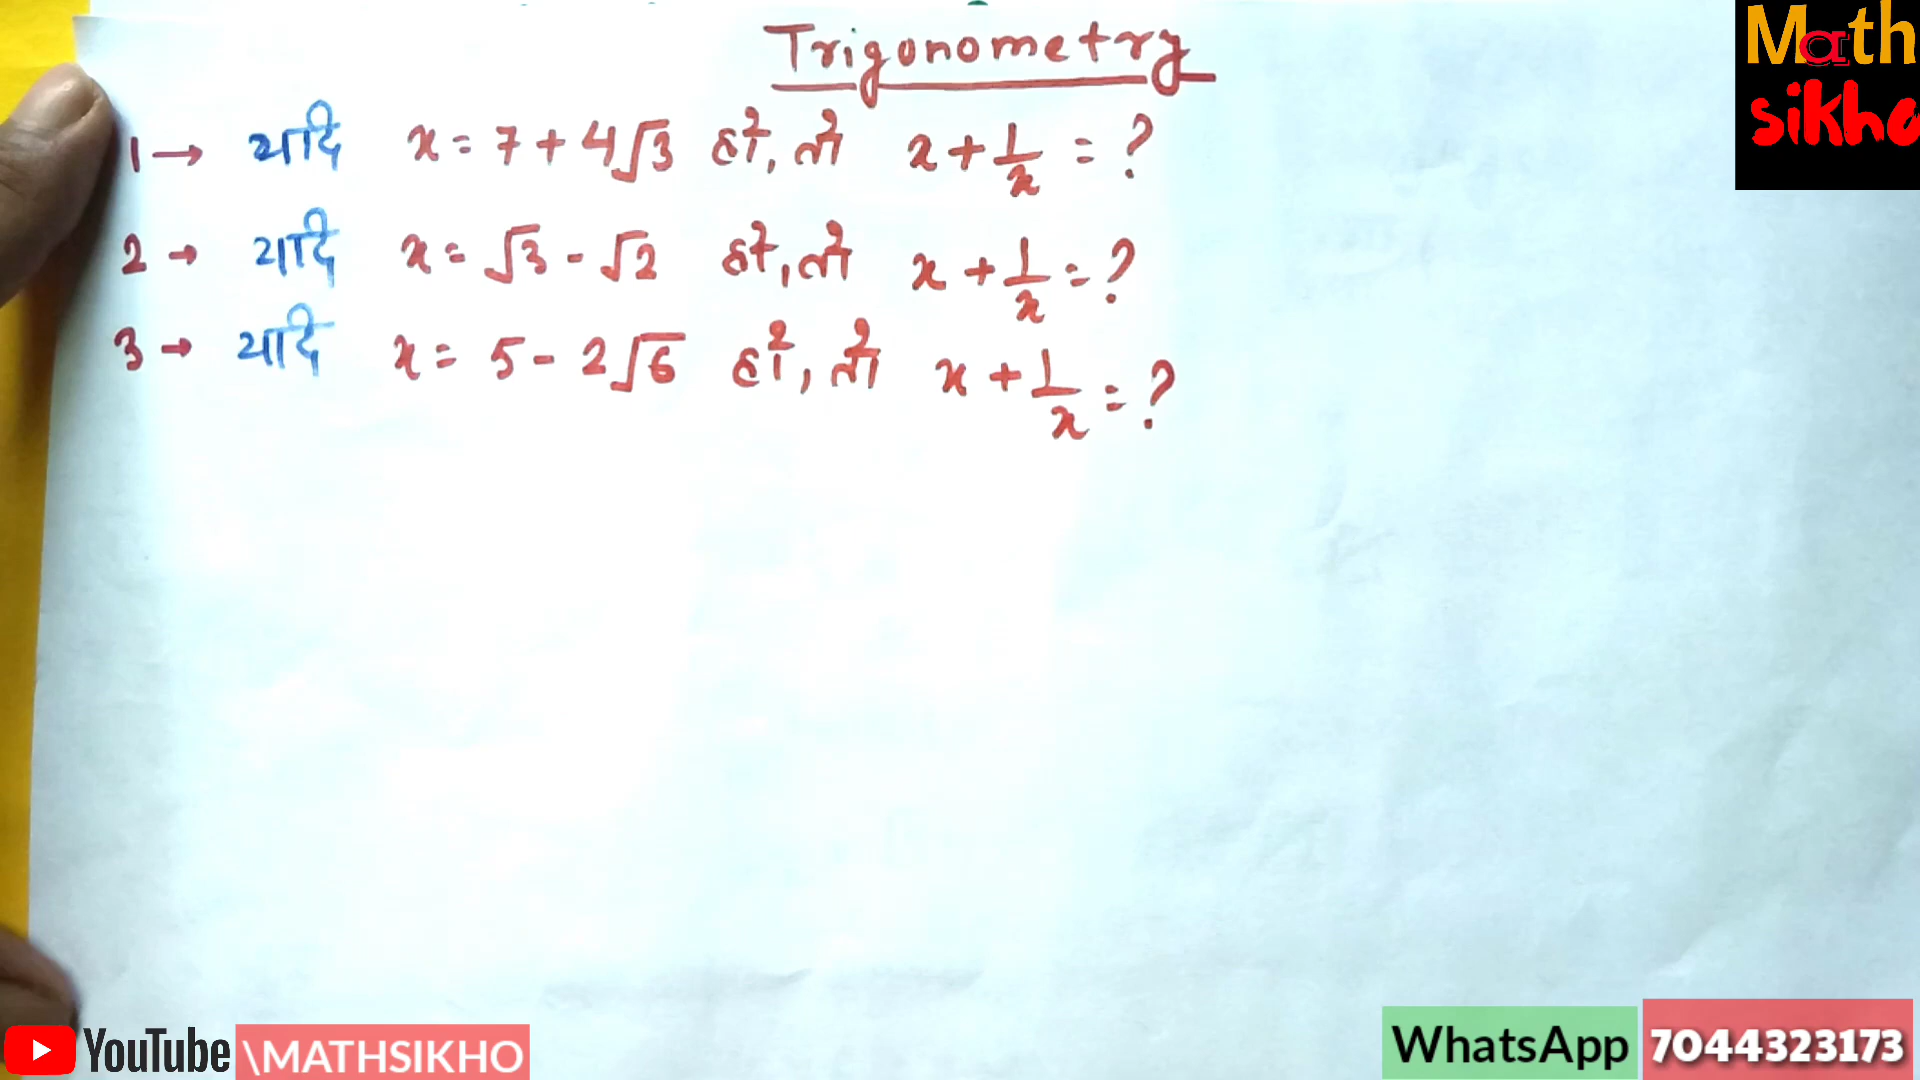 Trigonometry
Math
sikho
1 → यदि x = 7 + 4√3 हो, तो x + 1/x = ?
2 → यदि x = √3 - √2 हो, तो x + 1/x = ?
3 → यदि x = 5 - 2√6 हो, तो x + 1/x = ?
YouTube \MATHSIKHO
WhatsApp 7044323173